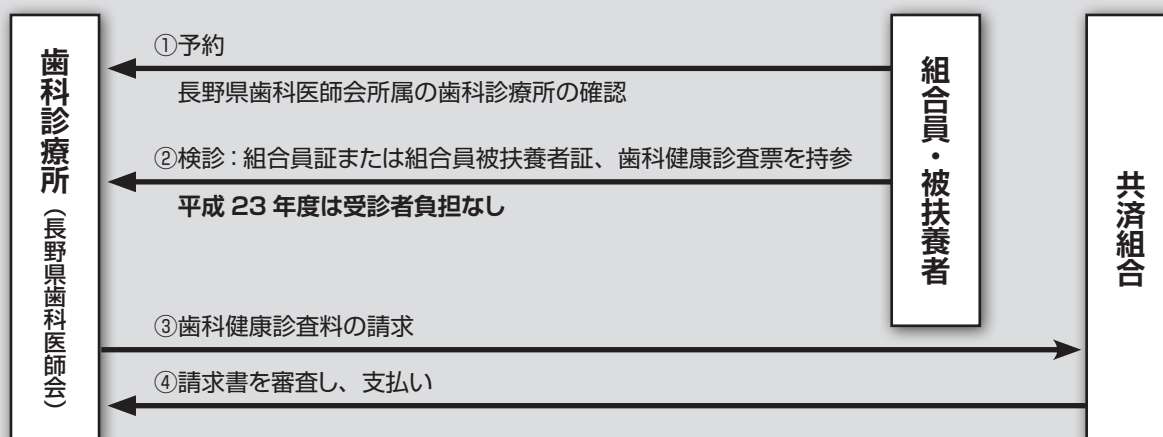 歯科診療所（長野県歯科医師会）
①予約
長野県歯科医師会所属の歯科診療所の確認
②検診：組合員証または組合員被扶養者証、歯科健康診査票を持参
平成 23 年度は受診者負担なし
③歯科健康診査料の請求
④請求書を審査し、支払い
組合員・被扶養者
共済組合